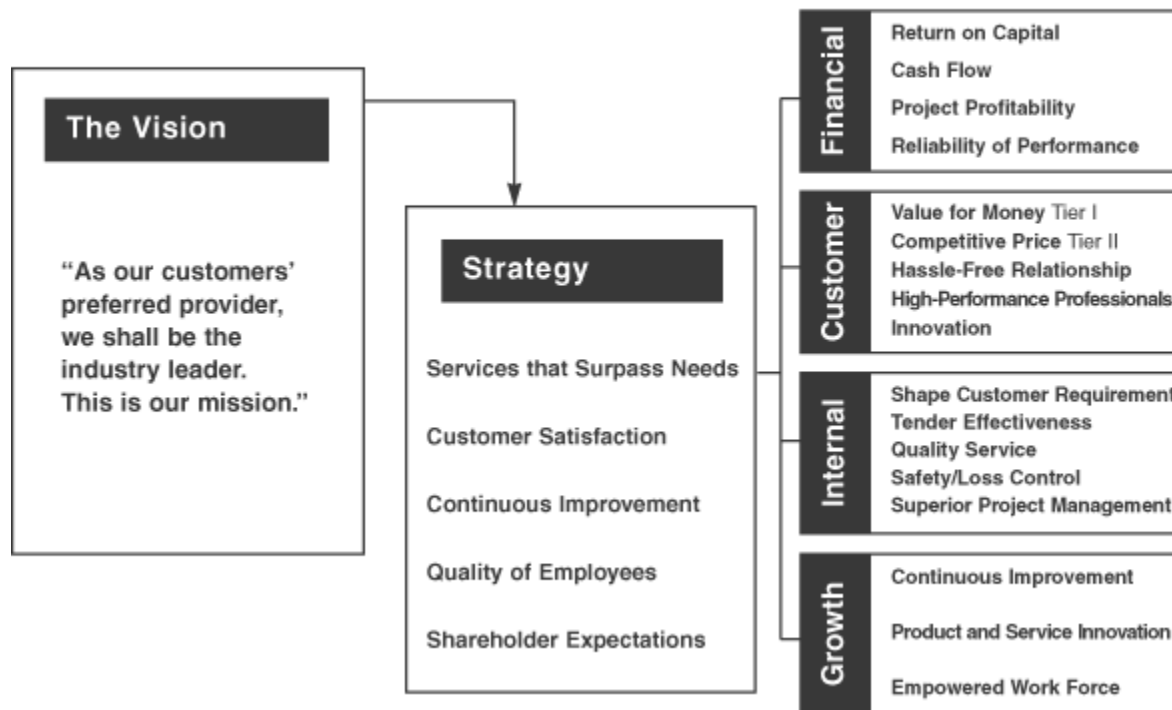 The Vision
“As our customers’
preferred provider,
we shall be the
industry leader.
This is our mission.”
Strategy
Services that Surpass Needs
Customer Satisfaction
Continuous Improvement
Quality of Employees
Shareholder Expectations
Financial
Return on Capital
Cash Flow
Project Profitability
Reliability of Performance
Customer
Value for Money Tier I
Competitive Price Tier II
Hassle-Free Relationship
High-Performance Professionals
Innovation
Internal
Shape Customer Requirement
Tender Effectiveness
Quality Service
Safety/Loss Control
Superior Project Management
Growth
Continuous Improvement
Product and Service Innovation
Empowered Work Force